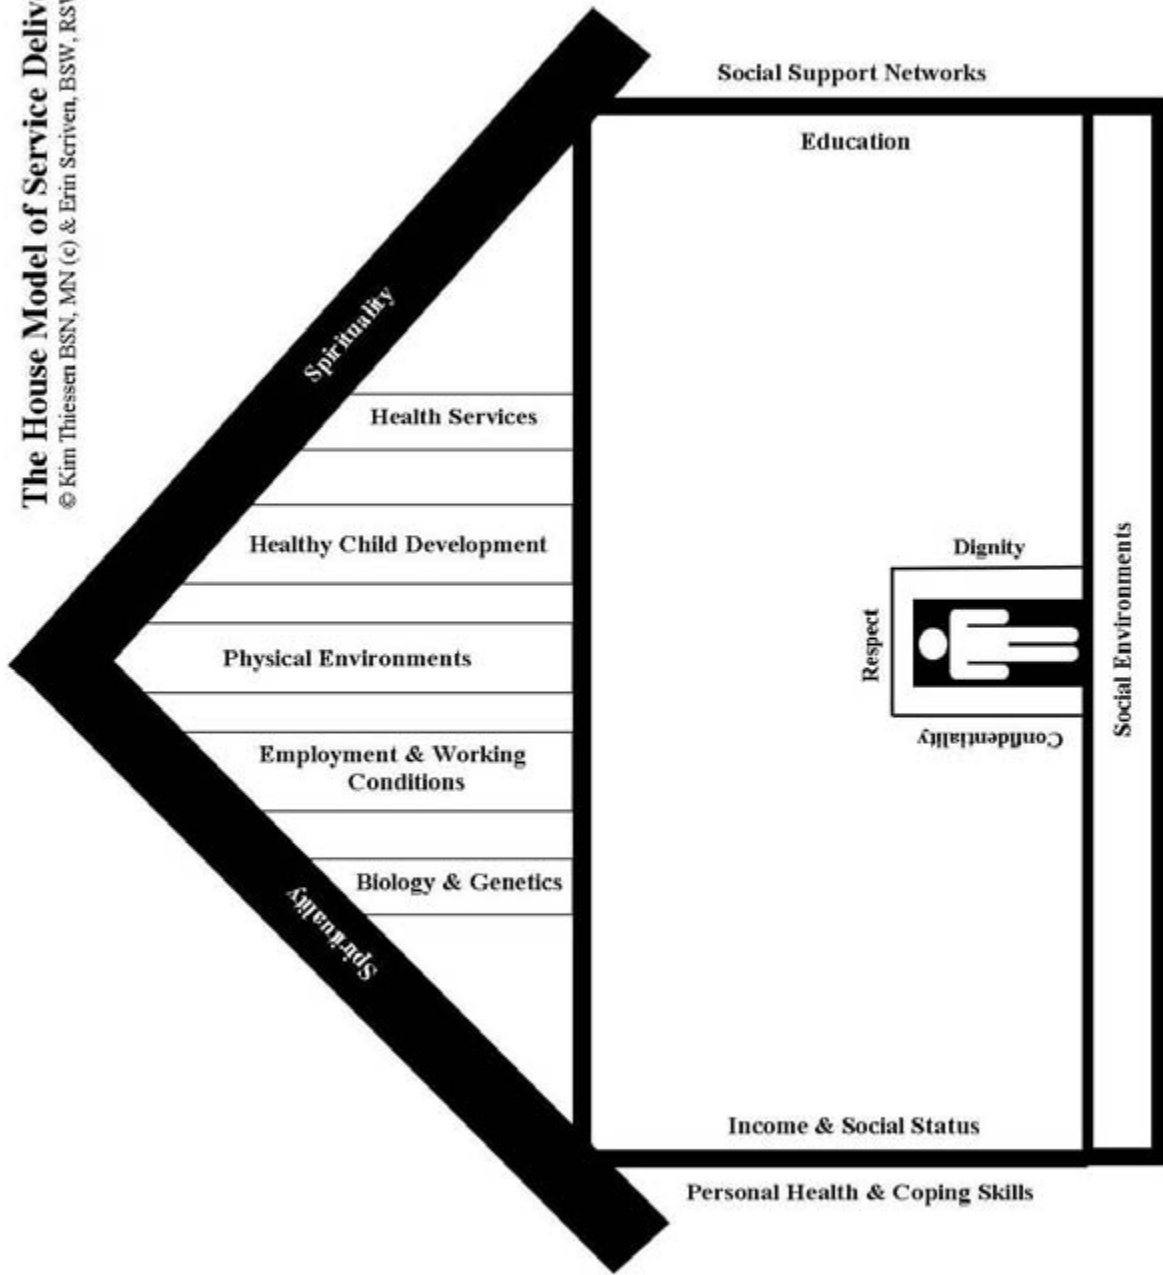 The House Model of Service Deliv
© Kim Thiessen BSN, MN (c) & Erin Scriven, BSW, RSW
Spirituality
Spirituality
Biology & Genetics
Employment & Working
Conditions
Physical Environments
Healthy Child Development
Health Services
Personal Health & Coping Skills
Income & Social Status
Education
Social Support Networks
Respect
Confidentiality
Dignity
Social Environments